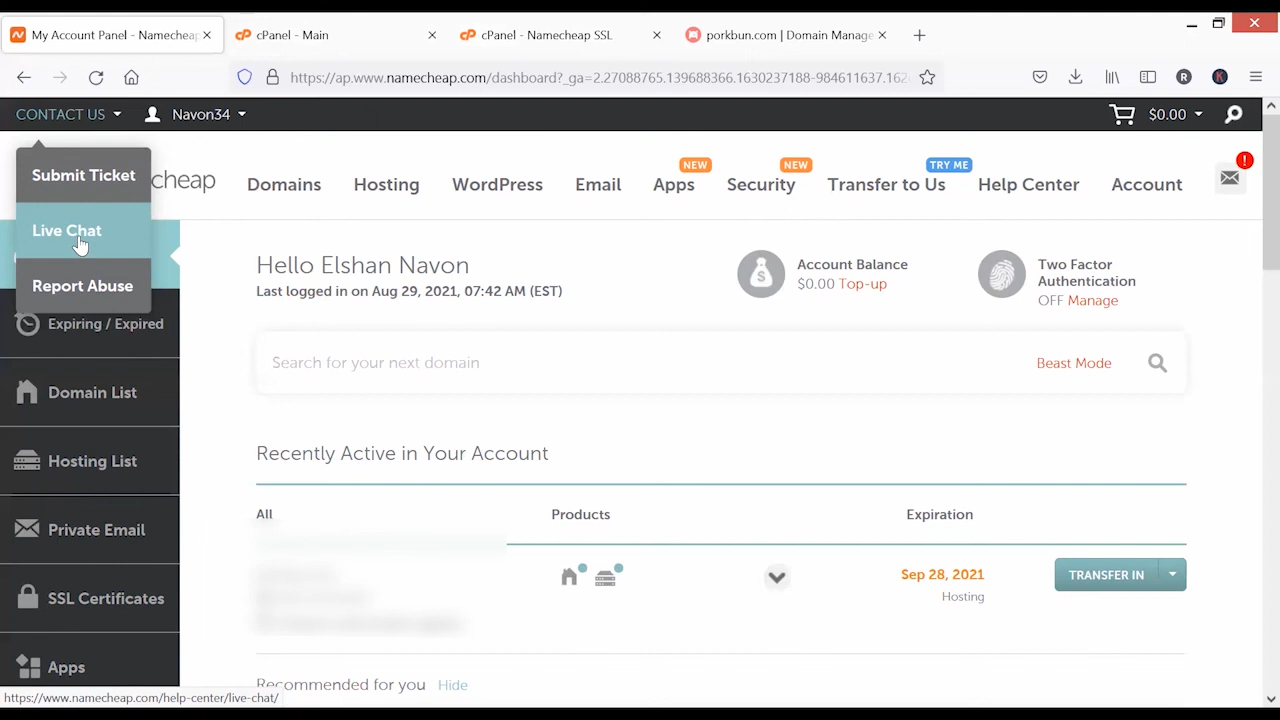 My Account Panel - Namecheap
cPanel - Main
cPanel - Namecheap SSL
porkbun.com | Domain Manage
https://ap.www.namecheap.com/dashboard?_ga=2.27088765.139688366.1630237188-984611637.162
R
K
CONTACT US
Navon34
$0.00
Submit Ticket
Live Chat
Report Abuse
cheap
Domains
Hosting
WordPress
Email
NEW
Apps
NEW
Security
TRY ME
Transfer to Us
Help Center
Account
!
Hello Elshan Navon
Last logged in on Aug 29, 2021, 07:42 AM (EST)
$
Account Balance
$0.00 Top-up
Two Factor
Authentication
OFF Manage
Expiring / Expired
Domain List
Hosting List
Private Email
SSL Certificates
Apps
Search for your next domain
Beast Mode
Recently Active in Your Account
All
Products
Expiration
Sep 28, 2021
Hosting
TRANSFER IN
Recommended for you
Hide
https://www.namecheap.com/help-center/live-chat/